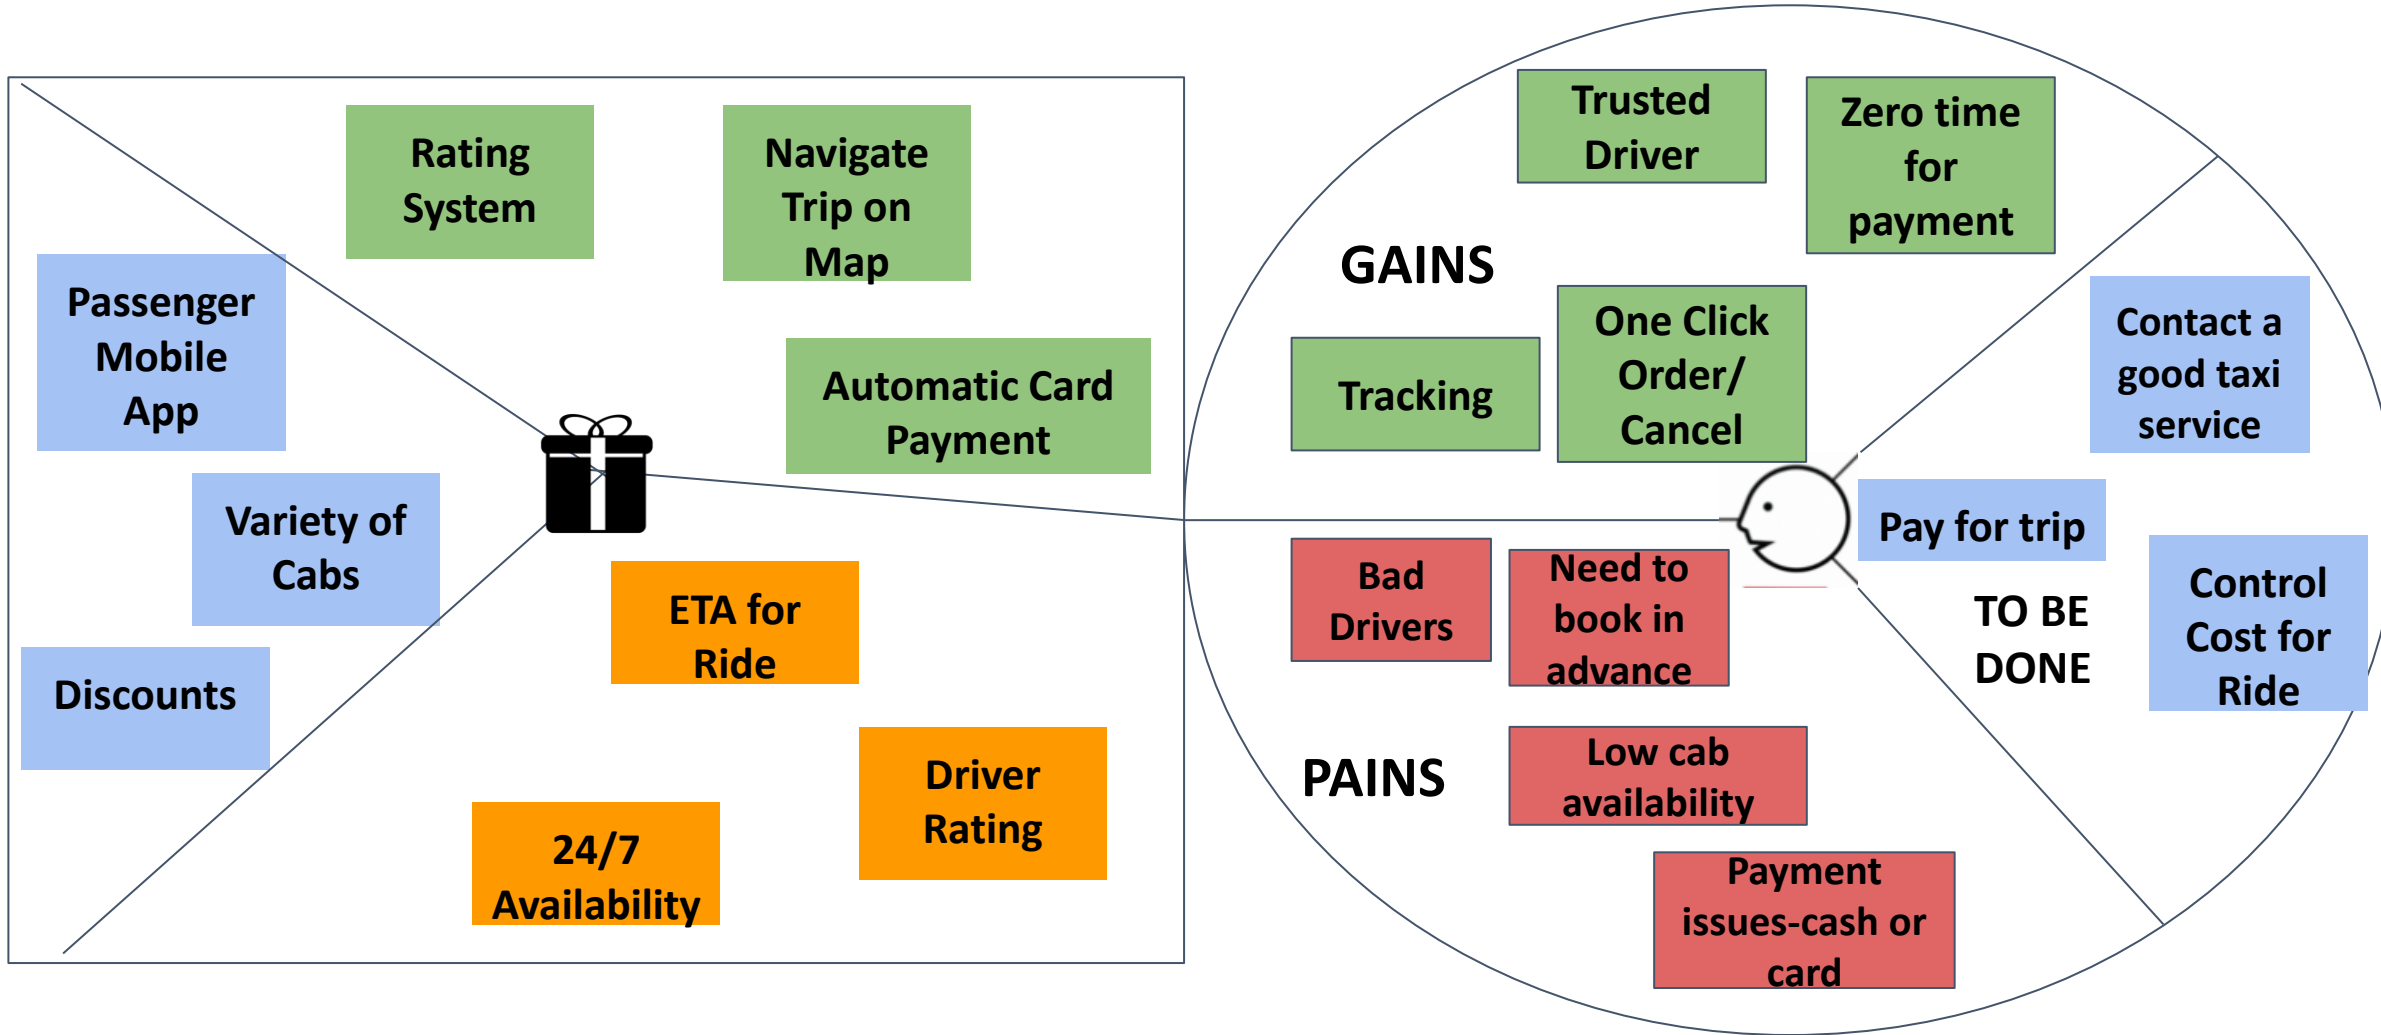 Rating
System
Navigate
Trip on
Map
Passenger
Mobile
App
Automatic Card
Payment
Variety of
Cabs
Discounts
ETA for
Ride
Driver
Rating
24/7
Availability
Trusted
Driver
Zero time
for
payment
GAINS
Tracking
One Click
Order/
Cancel
Contact a
good taxi
service
Pay for trip
TO BE
DONE
Control
Cost for
Ride
Bad
Drivers
Need to
book in
advance
PAINS
Low cab
availability
Payment
issues-cash or
card